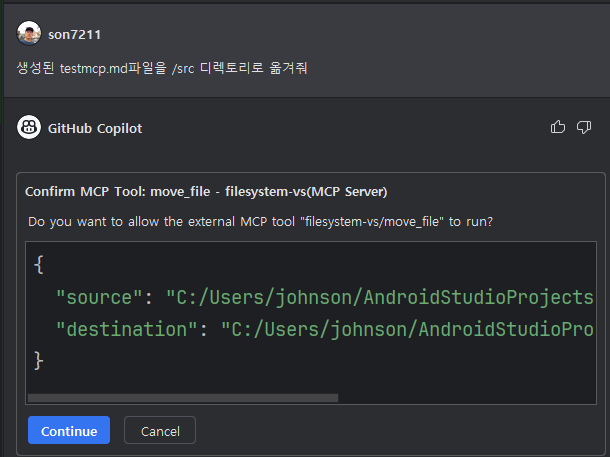 son7211
생성된 testmcp.md파일을 /src 디렉토리로 옮겨줘
GitHub Copilot
Confirm MCP Tool: move_file - filesystem-vs(MCP Server)
Do you want to allow the external MCP tool "filesystem-vs/move_file" to run?
{
"source": "C:/Users/johnson/AndroidStudioProjects
"destination": "C:/Users/johnson/AndroidStudioPro
}
Continue Cancel